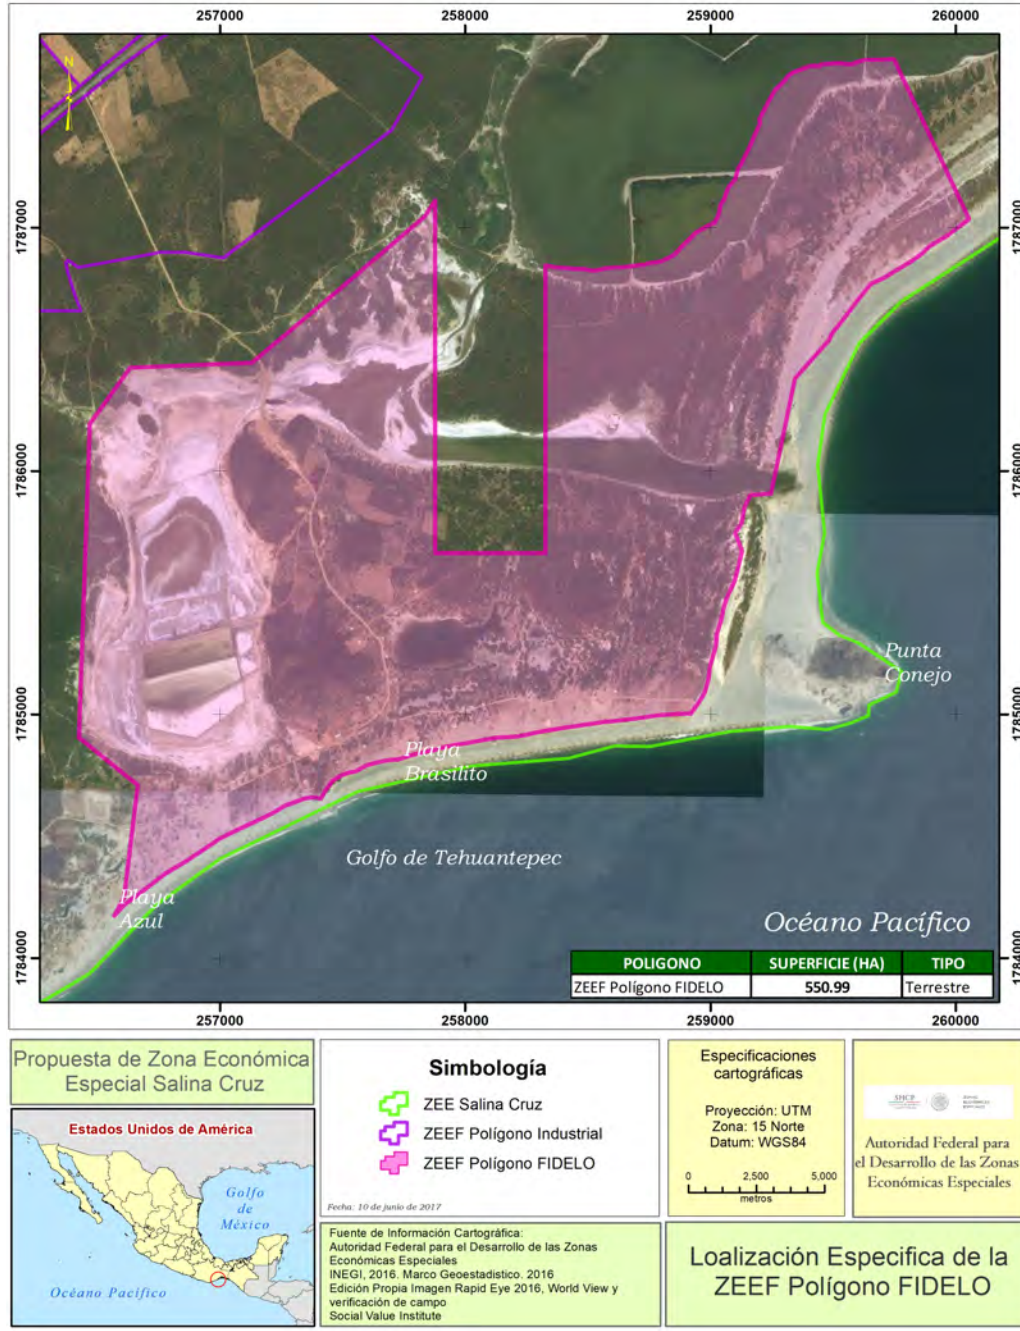 257000 258000 259000 260000
N
1787000 1787000
1786000 1786000
1785000 1785000
1784000 1784000
Punta
Conejo
Playa
Brasilito
Golfo de Tehuantepec
Playa
Azul
Océano Pacífico
POLIGONO SUPERFICIE (HA) TIPO
ZEEF Polígono FIDELO 550.99 Terrestre
257000 258000 259000 260000
Propuesta de Zona Económica
Especial Salina Cruz
Estados Unidos de América
Golfo
de
México
Océano Pacífico
Simbología
ZEE Salina Cruz
ZEEF Polígono Industrial
ZEEF Polígono FIDELO
Fecha: 10 de junio de 2017
Fuente de Información Cartográfica:
Autoridad Federal para el Desarrollo de las Zonas
Económicas Especiales
INEGI, 2016. Marco Geoestadístico. 2016
Edición Propia Imagen Rapid Eye 2016, World View y
verificación de campo
Social Value Institute
Especificaciones
cartográficas
Proyección: UTM
Zona: 15 Norte
Datum: WGS84
0 2,500 5,000
metros
SHCP
Autoridad Federal para
el Desarrollo de las Zonas
Económicas Especiales
Loalización Especifica de la
ZEEF Polígono FIDELO